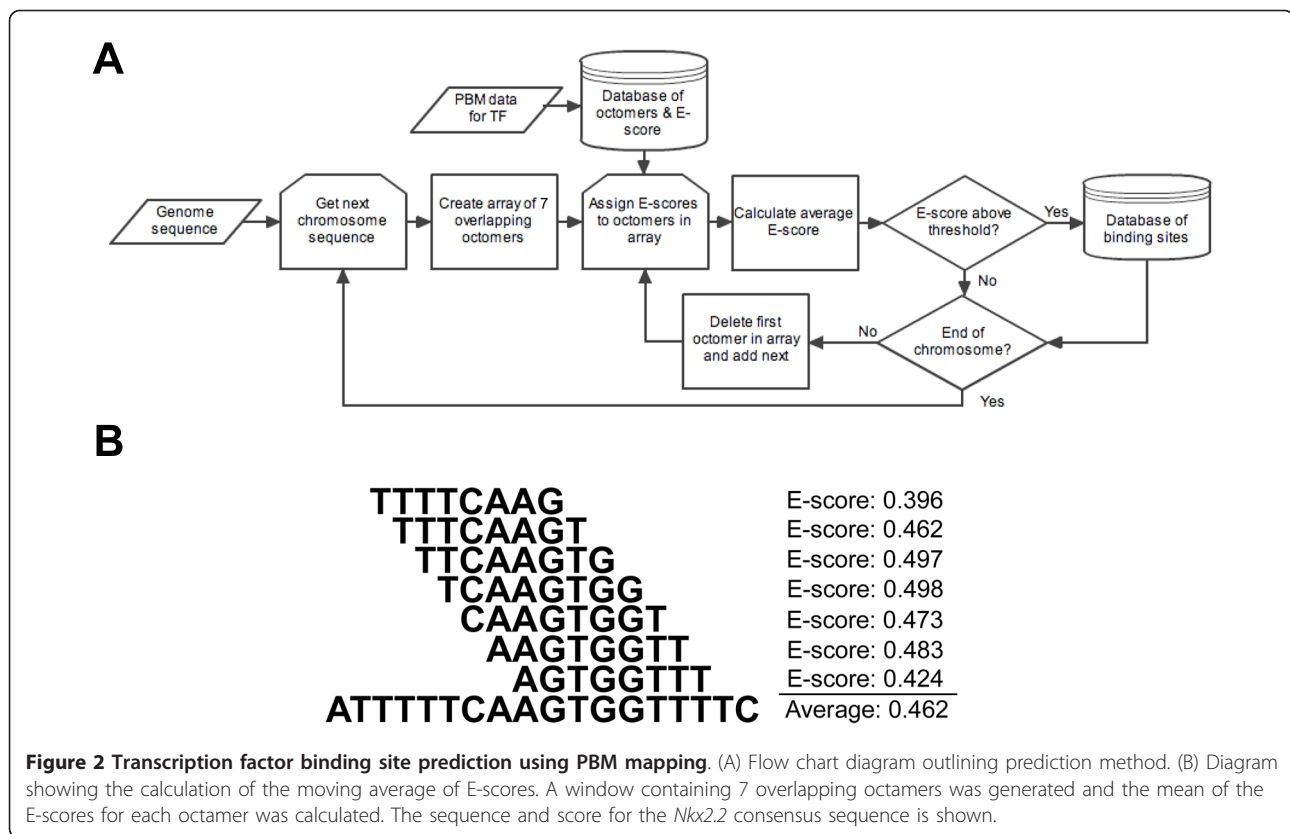 A
PBM data
for TF
Database of
octomers & E-
score
Genome
sequence
Get next
chromosome
sequence
Create array of 7
overlapping
octomers
Assign E-scores
to octomers in
array
Calculate average
E-score
E-score above
threshold?
Yes
Database of
binding sites
No
Delete first
octomer in array
and add next
No
End of
chromosome?
Yes
B
TTTTCAAG E-score: 0.396
TTTCAAGT E-score: 0.462
TTCAAGTG E-score: 0.497
TCAAGTGG E-score: 0.498
CAAGTGGT E-score: 0.473
AAGTGGTT E-score: 0.483
AGTGGTTT E-score: 0.424
ATTTTTCAAGTGGTTTTC Average: 0.462
Figure 2 Transcription factor binding site prediction using PBM mapping. (A) Flow chart diagram outlining prediction method. (B) Diagram
showing the calculation of the moving average of E-scores. A window containing 7 overlapping octamers was generated and the mean of the
E-scores for each octamer was calculated. The sequence and score for the Nkx2.2 consensus sequence is shown.